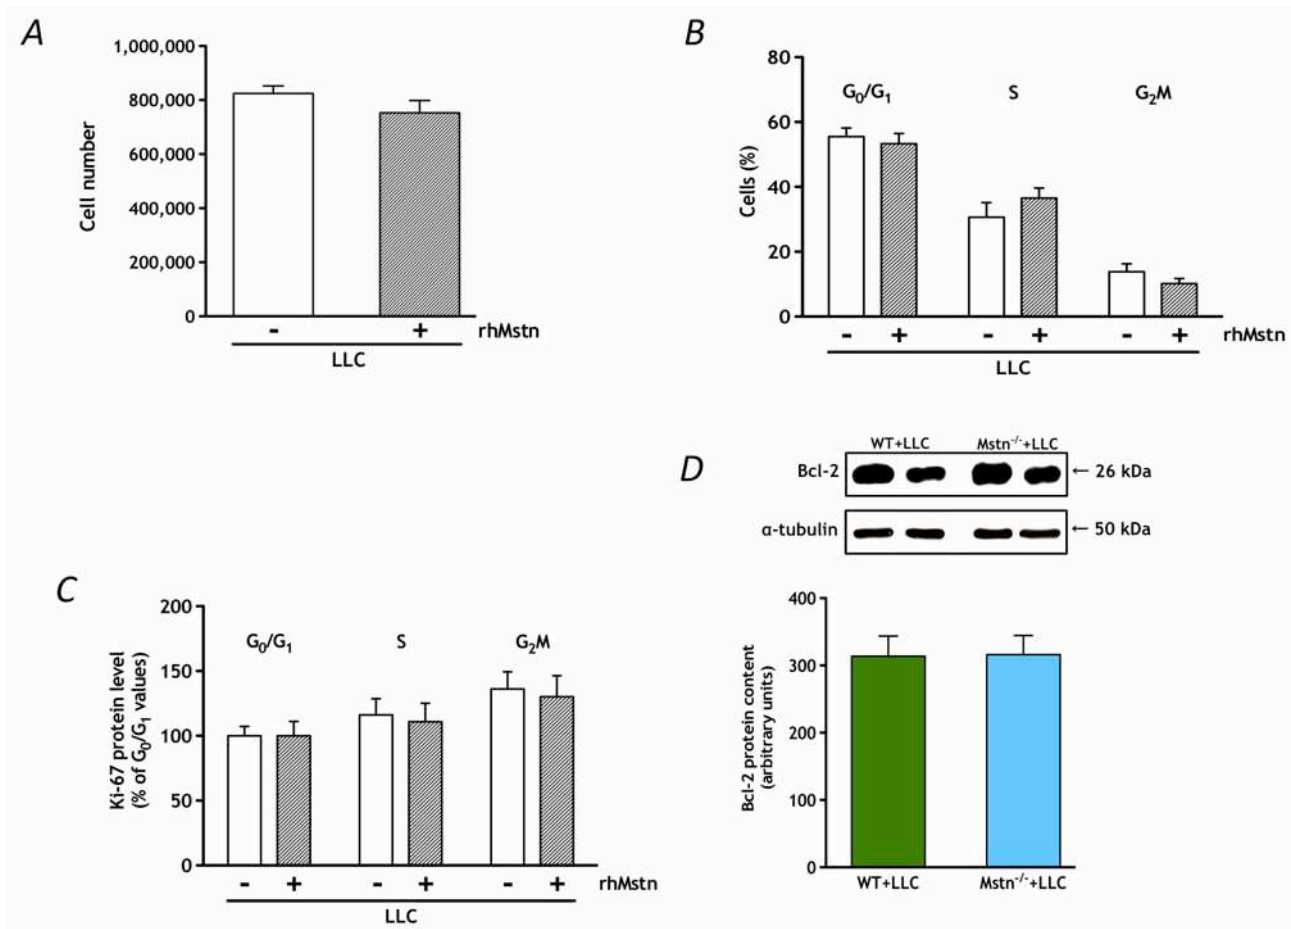 A
1,000,000
800,000
600,000
400,000
200,000
0
Cell number
- + rhMstn
LLC
B
80
60
40
20
0
Cells (%)
G₀/G₁ S G₂M
- + - + - + rhMstn
LLC
C
200
150
100
50
0
Ki-67 protein level
(% of G₀/G₁ values)
G₀/G₁ S G₂M
- + - + - + rhMstn
LLC
D
WT+LLC Mstn⁻/⁻+LLC
Bcl-2 ← 26 kDa
α-tubulin ← 50 kDa
400
300
200
100
0
Bcl-2 protein content
(arbitrary units)
WT+LLC Mstn⁻/⁻+LLC